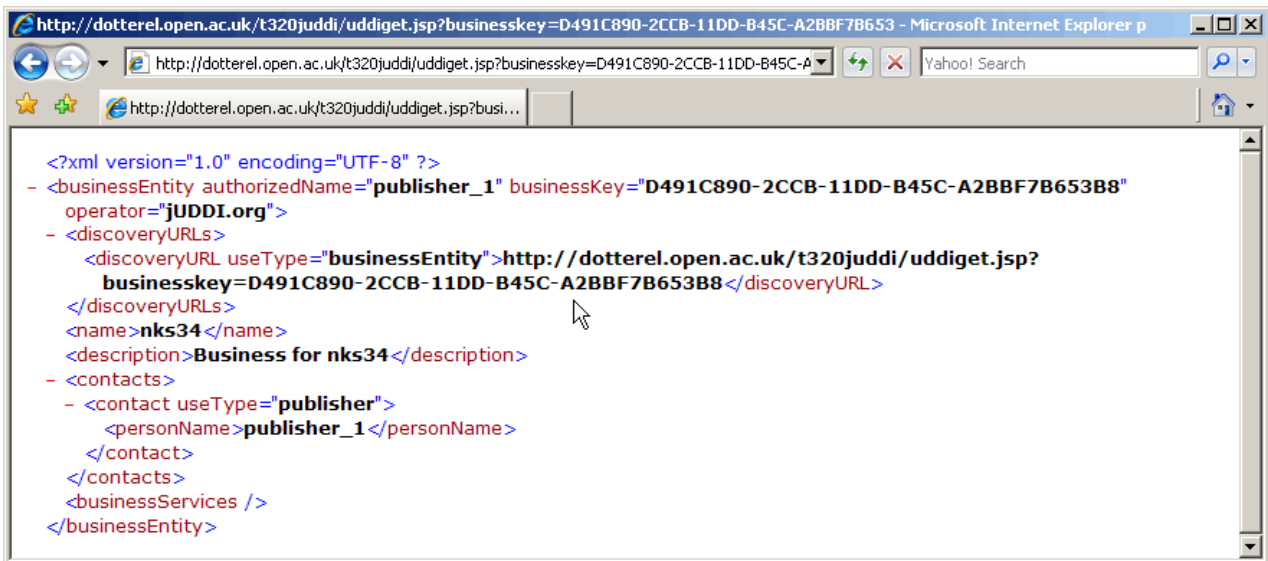 http://dotterel.open.ac.uk/t320juddi/uddiget.jsp?businesskey=D491C890-2CCB-11DD-B45C-A2BBF7B653 - Microsoft Internet Explorer p
http://dotterel.open.ac.uk/t320juddi/uddiget.jsp?businesskey=D491C890-2CCB-11DD-B45C-A
Yahoo! Search
http://dotterel.open.ac.uk/t320juddi/uddiget.jsp?busi...
<?xml version="1.0" encoding="UTF-8" ?>
- <businessEntity authorizedName="publisher_1" businessKey="D491C890-2CCB-11DD-B45C-A2BBF7B653B8"
operator="jUDDI.org">
- <discoveryURLs>
<discoveryURL useType="businessEntity">http://dotterel.open.ac.uk/t320juddi/uddiget.jsp?
businesskey=D491C890-2CCB-11DD-B45C-A2BBF7B653B8</discoveryURL>
</discoveryURLs>
<name>nks34</name>
<description>Business for nks34</description>
- <contacts>
- <contact useType="publisher">
<personName>publisher_1</personName>
</contact>
</contacts>
<businessServices />
</businessEntity>